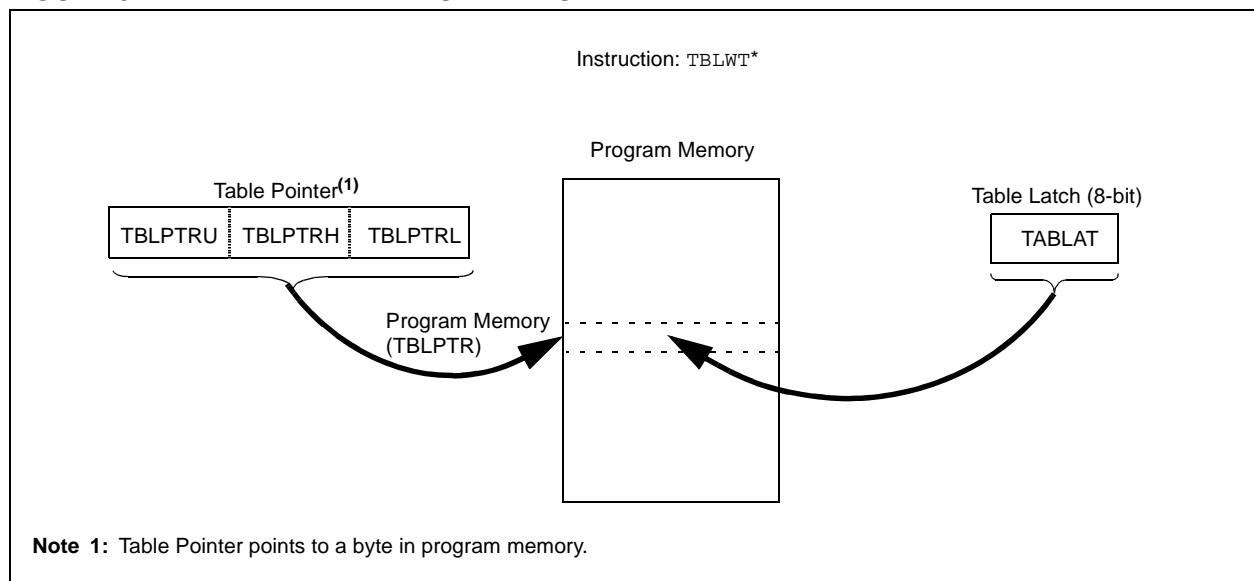 Instruction: TBLWT*
Program Memory
Table Pointer(1)
Table Latch (8-bit)
TBLPTRU TBLPTRH TBLPTRL
TABLAT
Program Memory
(TBLPTR)
Note 1: Table Pointer points to a byte in program memory.